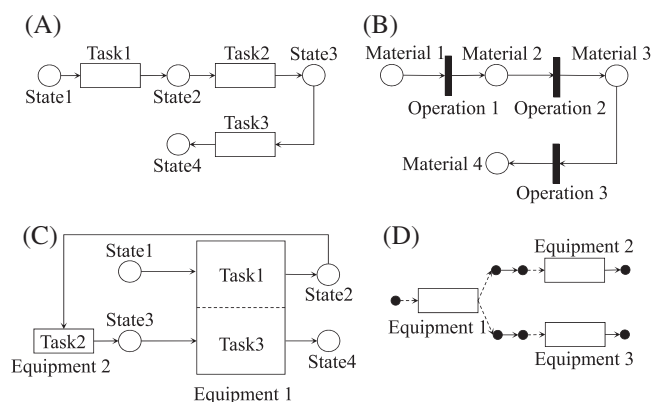 (A)
Task1
Task2
State3
State1
State2
Task3
State4
(B)
Material 1
Material 2
Material 3
Operation 1
Operation 2
Material 4
Operation 3
(C)
State1
Task1
State2
State3
Task2
Task3
Equipment 2
State4
Equipment 1
(D)
Equipment 2
Equipment 1
Equipment 3